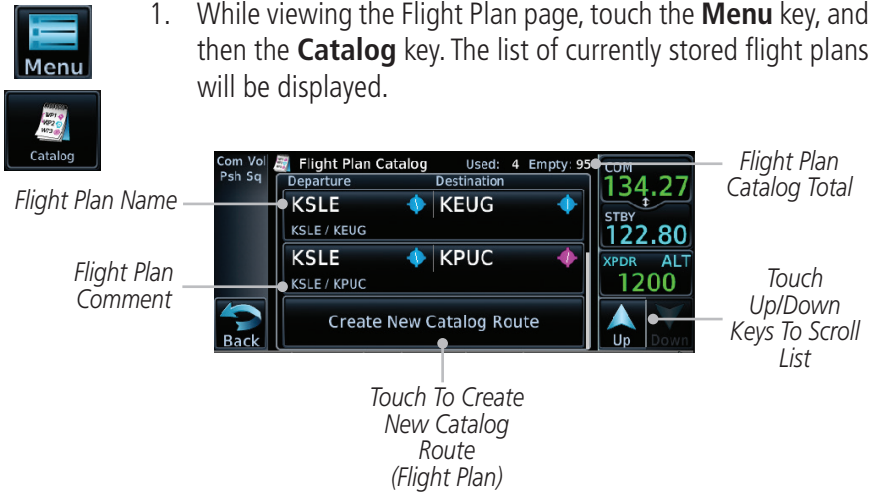 Menu
WP1
WP2
WP3
Catalog
1. While viewing the Flight Plan page, touch the Menu key, and
then the Catalog key. The list of currently stored flight plans
will be displayed.
Flight Plan Name
Flight Plan
Comment
Com Vol
Psh Sq
Flight Plan Catalog Used: 4 Empty: 95
Departure Destination
KSLE KEUG
KSLE / KEUG
KSLE KPUC
KSLE / KPUC
Create New Catalog Route
Back
COM
134.27
STBY
122.80
XPDR ALT
1200
Up Down
Flight Plan
Catalog Total
Touch
Up/Down
Keys To Scroll
List
Touch To Create
New Catalog
Route
(Flight Plan)